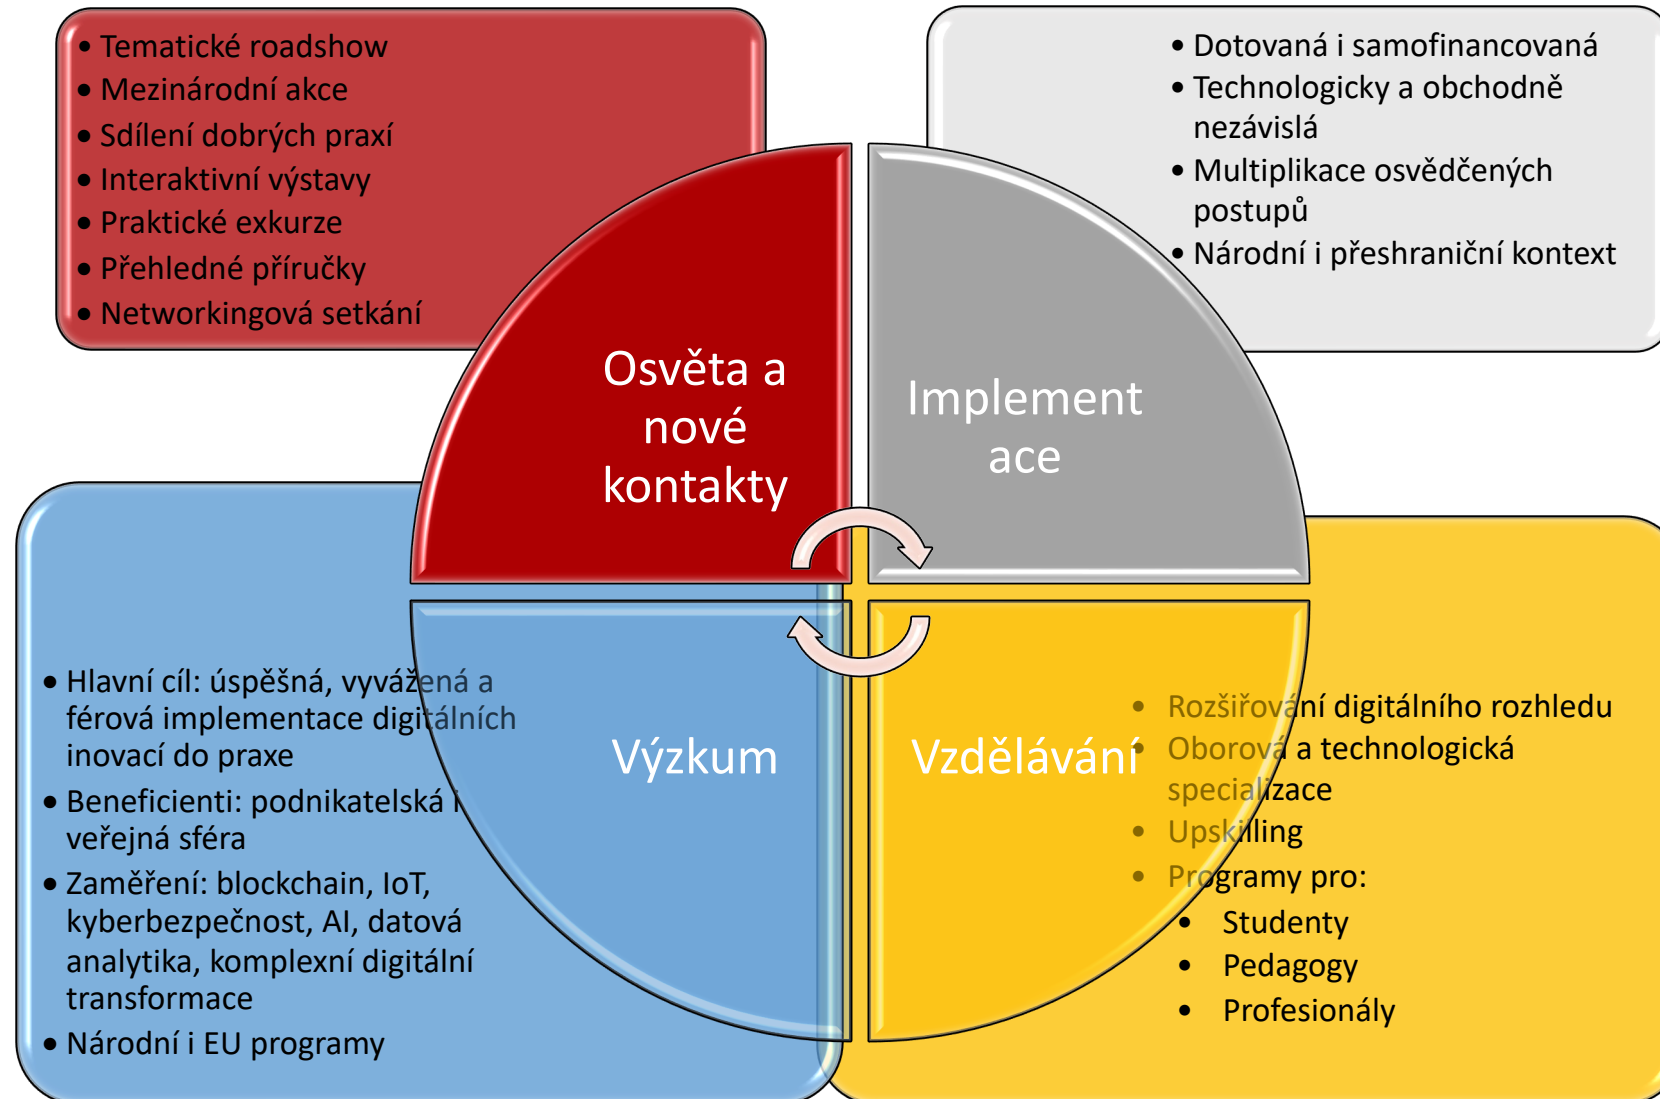 • Tematické roadshow
• Mezinárodní akce
• Sdílení dobrých praxí
• Interaktivní výstavy
• Praktické exkurze
• Přehledné příručky
• Networkingová setkání
• Dotovaná i samofinancovaná
• Technologicky a obchodně
nezávislá
• Multiplikace osvědčených
postupů
• Národní i přeshraniční kontext
Osvěta a
nové
kontakty
Implement
ace
• Hlavní cíl: úspěšná, vyvážená a
férová implementace digitálních
inovací do praxe
• Beneficienti: podnikatelská i
veřejná sféra
• Zaměření: blockchain, IoT,
kyberbezpečnost, AI, datová
analytika, komplexní digitální
transformace
• Národní i EU programy
Výzkum
Vzdělávání
• Rozšiřování digitálního rozhledu
• Oborová a technologická
specializace
• Upskilling
• Programy pro:
• Studenty
• Pedagogy
• Profesionály